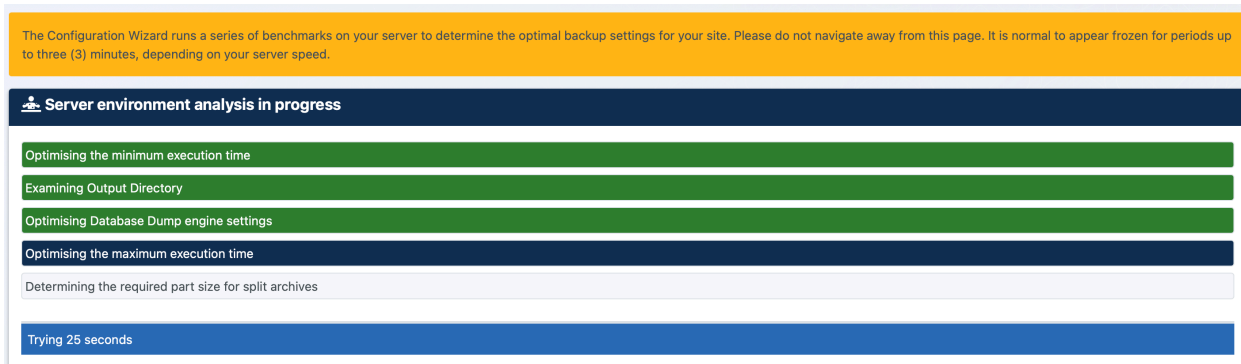 The Configuration Wizard runs a series of benchmarks on your server to determine the optimal backup settings for your site. Please do not navigate away from this page. It is normal to appear frozen for periods up
to three (3) minutes, depending on your server speed.
Server environment analysis in progress
Optimising the minimum execution time
Examining Output Directory
Optimising Database Dump engine settings
Optimising the maximum execution time
Determining the required part size for split archives
Trying 25 seconds